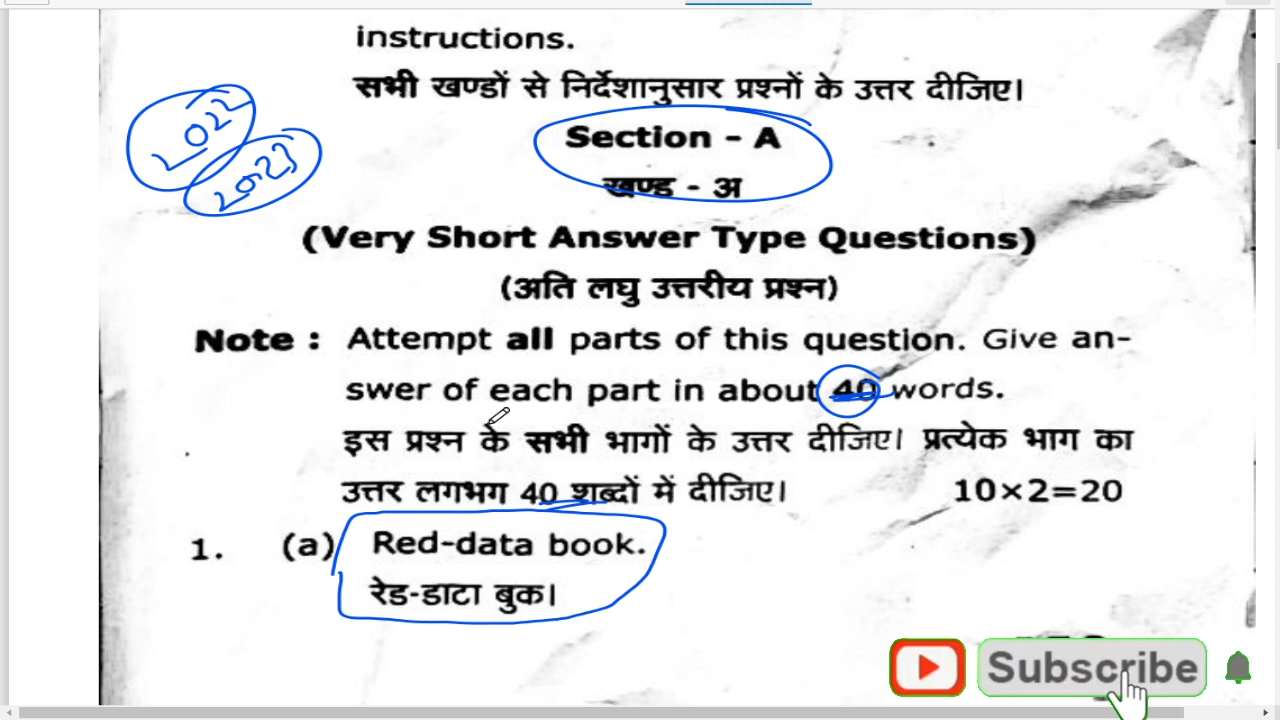 instructions.
सभी खण्डों से निर्देशानुसार प्रश्नों के उत्तर दीजिए।
2022
2023
Section - A
खण्ड - अ
(Very Short Answer Type Questions)
(अति लघु उत्तरीय प्रश्न)
Note : Attempt all parts of this question. Give an-
swer of each part in about 40 words.
इस प्रश्न के सभी भागों के उत्तर दीजिए। प्रत्येक भाग का
उत्तर लगभग 40 शब्दों में दीजिए। 10×2=20
1. (a) Red-data book.
रेड-डाटा बुक।
Subscribe